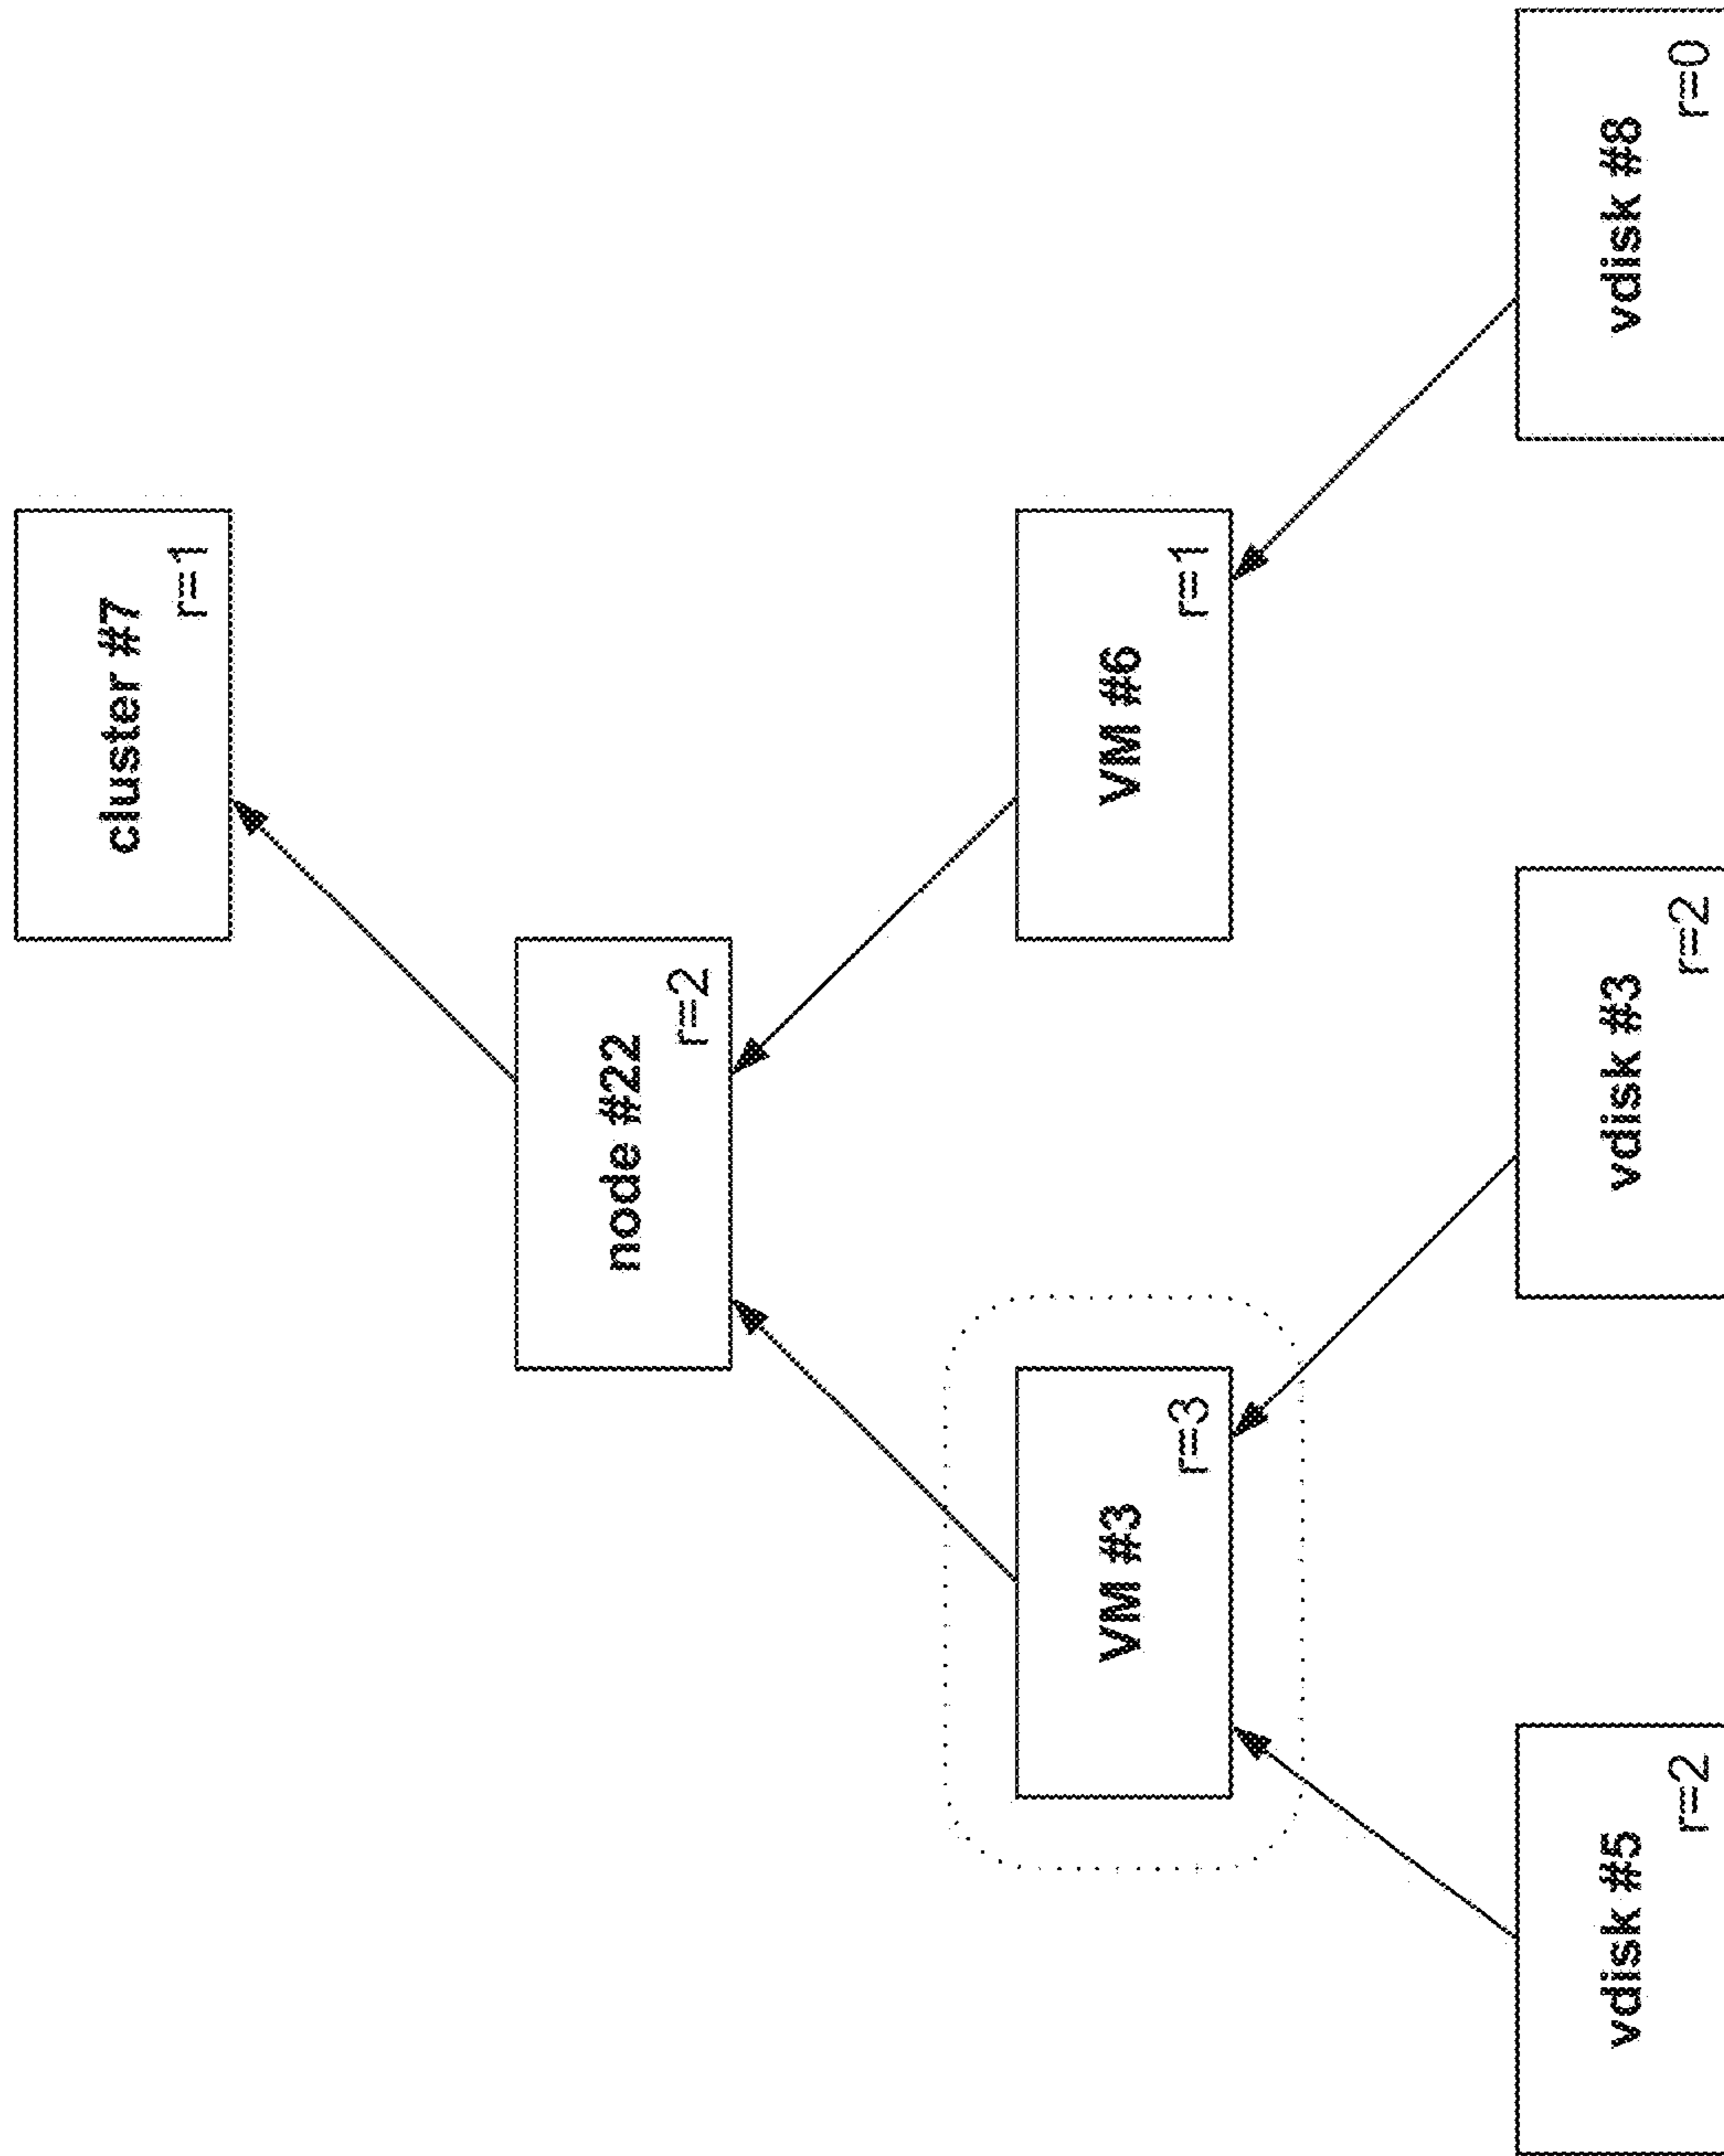 cluster #7
r=1
node #22
r=2
VM #3
r=3
VM #6
r=1
vdisk #5
r=2
vdisk #3
r=2
vdisk #8
r=0